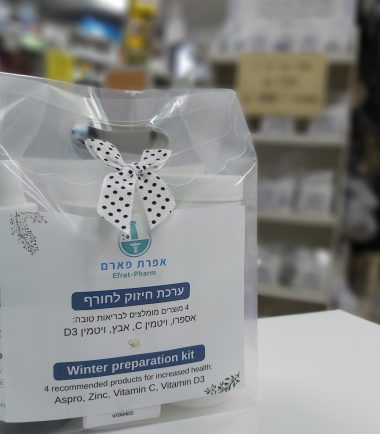 אפרת פארם
Efrat-Pharm
ערכת חיזוק לחורף
4 מוצרים מומלצים לבריאות טובה:
אספרו, ויטמין C, אבץ, ויטמין D3
Winter preparation kit
4 recommended products for increased health:
Aspro, Zinc, Vitamin C, Vitamin D3
VITAMED